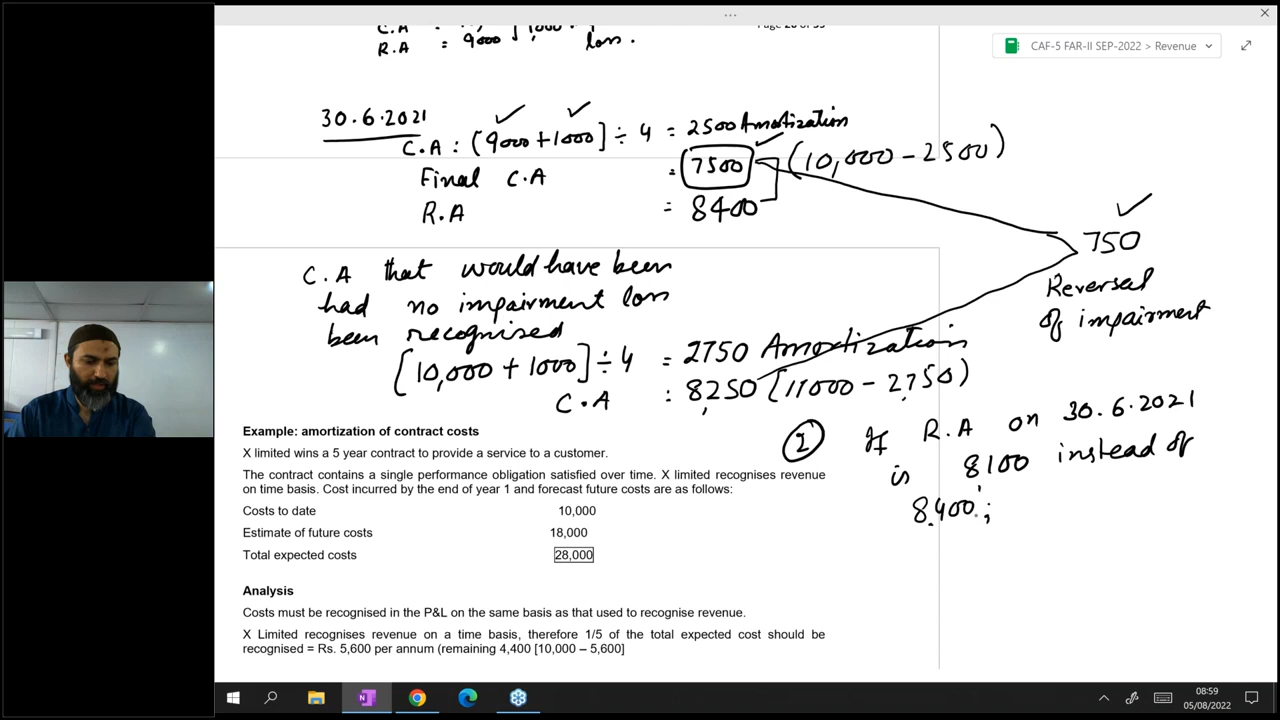 CAF-5 FAR-II SEP-2022 > Revenue
R.A = 9000 loss.
30.6.2021
C.A : [9000+1000] ÷ 4 = 2500 Amortization
Final C.A = 7500 (10,000 - 2500)
R.A = 8400
750
Reversal
of impairment
C.A that would have been
had no impairment loss
been recognised
[10,000 + 1000] ÷ 4 = 2750 Amortization
C.A : 8250 (11000 - 2750)
② If R.A on 30.6.2021
is 8100 instead of
8,400 ;
Example: amortization of contract costs
X limited wins a 5 year contract to provide a service to a customer.
The contract contains a single performance obligation satisfied over time. X limited recognises revenue
on time basis. Cost incurred by the end of year 1 and forecast future costs are as follows:
Costs to date 10,000
Estimate of future costs 18,000
Total expected costs 28,000
Analysis
Costs must be recognised in the P&L on the same basis as that used to recognise revenue.
X Limited recognises revenue on a time basis, therefore 1/5 of the total expected cost should be
recognised = Rs. 5,600 per annum (remaining 4,400 [10,000 – 5,600]
08:59
05/08/2022